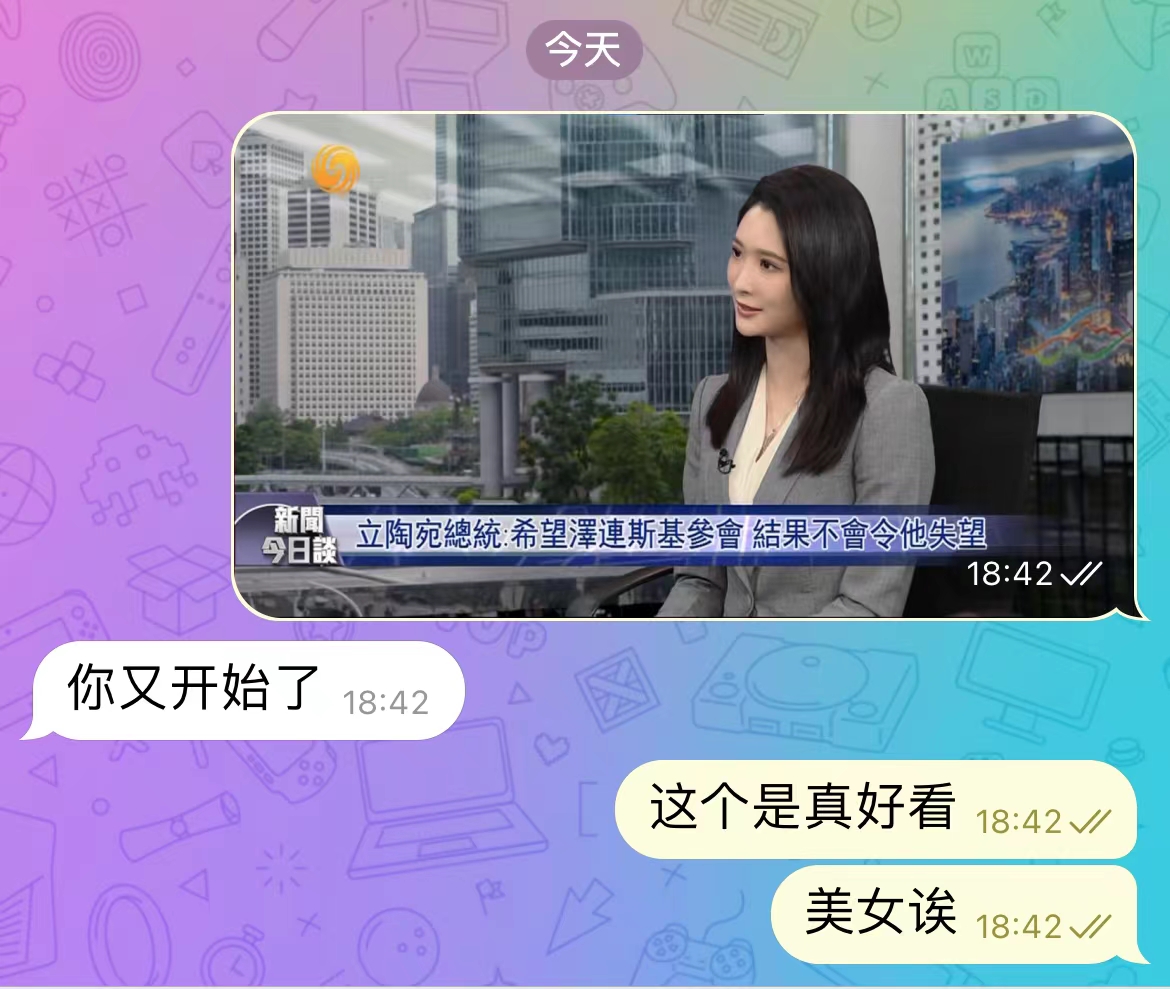 今天
W
A S D
新聞
今日談
立陶宛總統:希望澤連斯基參會 結果不會令他失望
18:42
UP
你又开始了 18:42
这个是真好看 18:42
美女诶 18:42